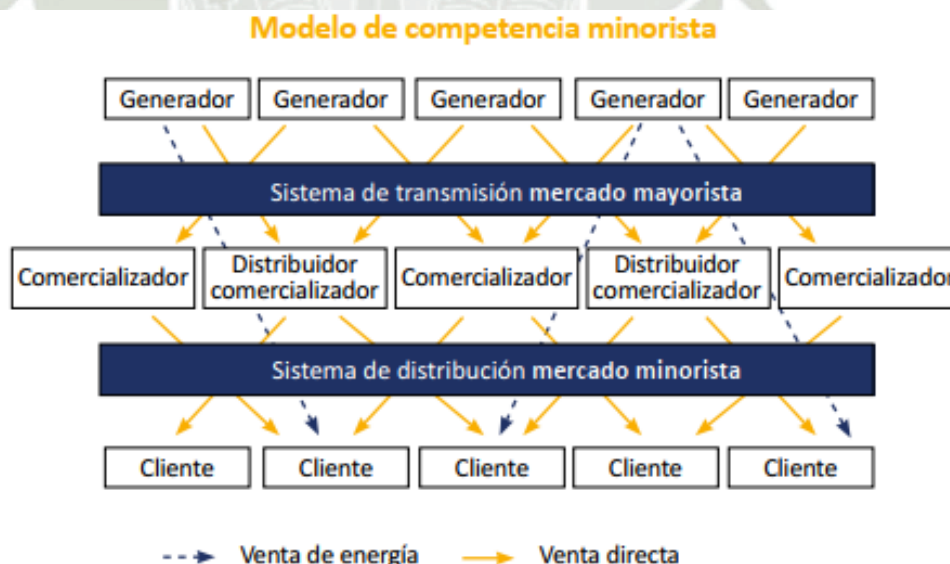 Modelo de competencia minorista
Generador Generador Generador Generador Generador
Sistema de transmisión mercado mayorista
Comercializador Distribuidor comercializador Comercializador Distribuidor comercializador Comercializador
Sistema de distribución mercado minorista
Cliente Cliente Cliente Cliente Cliente
Venta de energía Venta directa